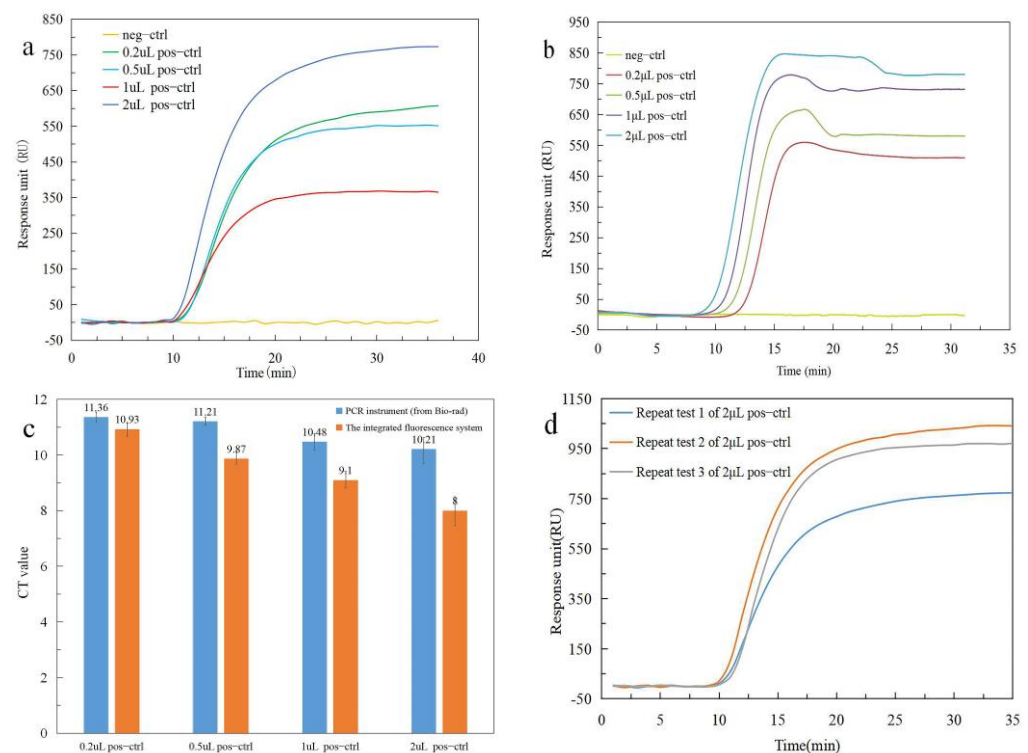 a
neg−ctrl
0.2uL pos−ctrl
0.5uL pos−ctrl
1uL pos−ctrl
2uL pos−ctrl
Response unit (RU)
850
750
650
550
450
350
250
150
50
-50
0
10
20
30
40
Time(min)
b
neg−ctrl
0.2μL pos−ctrl
0.5μL pos−ctrl
1μL pos−ctrl
2μL pos−ctrl
Response unit (RU)
950
850
750
650
550
450
350
250
150
50
-50
0
5
10
15
20
25
30
35
Time (min)
c
PCR instrument (from Bio-rad)
The integrated fluorescence system
CT value
12
10
8
6
4
2
0
11.36
10.93
11.21
9.87
10.48
9.1
10.21
8
0.2uL pos−ctrl
0.5uL pos−ctrl
1uL pos−ctrl
2uL pos−ctrl
d
Repeat test 1 of 2μL pos−ctrl
Repeat test 2 of 2μL pos−ctrl
Repeat test 3 of 2μL pos−ctrl
Response unit(RU)
1150
950
750
550
350
150
-50
0
5
10
15
20
25
30
35
Time(min)